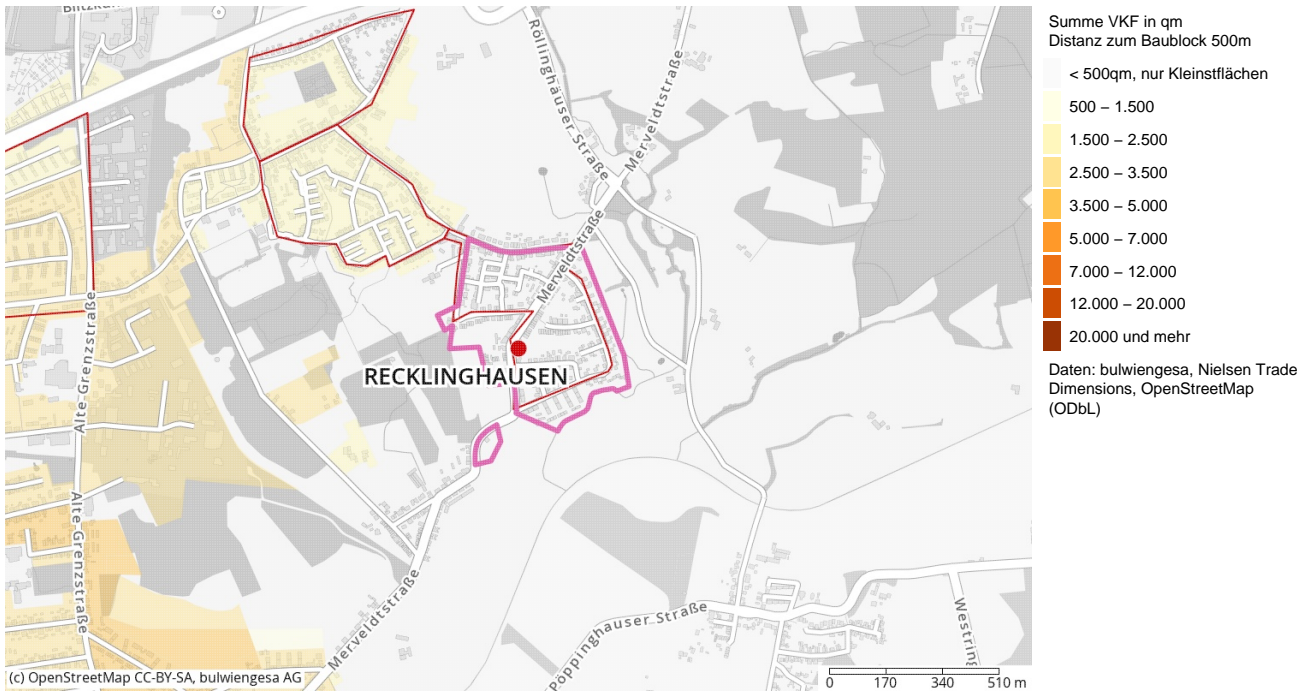 Röllinghäuser Straße
Merveldtstraße
Merveldtstraße
RECKLINGHAUSEN
Alte Grenzstraße
Alte Grenzstraße
Merveldtstraße
Pöppinghauser Straße
Westring
(c) OpenStreetMap CC-BY-SA, bulwiengesa AG
0 170 340 510 m
Summe VKF in qm
Distanz zum Baublock 500m
< 500qm, nur Kleinstflächen
500 – 1.500
1.500 – 2.500
2.500 – 3.500
3.500 – 5.000
5.000 – 7.000
7.000 – 12.000
12.000 – 20.000
20.000 und mehr
Daten: bulwiengesa, Nielsen Trade
Dimensions, OpenStreetMap
(ODbL)